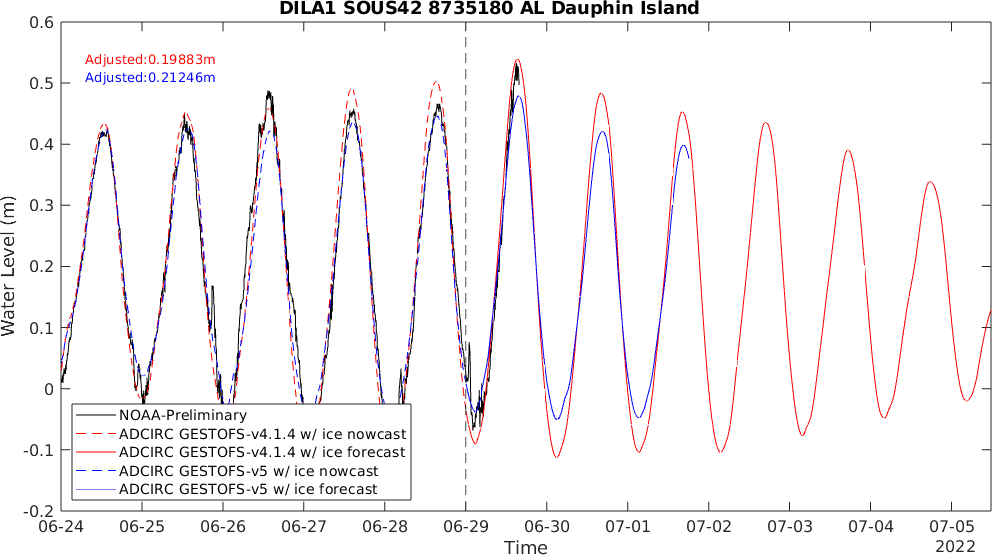 DILA1 SOUS42 8735180 AL Dauphin Island
0.6
Adjusted:0.19883m
Adjusted:0.21246m
0.5
0.4
0.3
0.2
0.1
0
-0.1
-0.2
Water Level (m)
NOAA-Preliminary
ADCIRC GESTOFS-v4.1.4 w/ ice nowcast
ADCIRC GESTOFS-v4.1.4 w/ ice forecast
ADCIRC GESTOFS-v5 w/ ice nowcast
ADCIRC GESTOFS-v5 w/ ice forecast
06-24 06-25 06-26 06-27 06-28 06-29 06-30 07-01 07-02 07-03 07-04 07-05
Time
2022